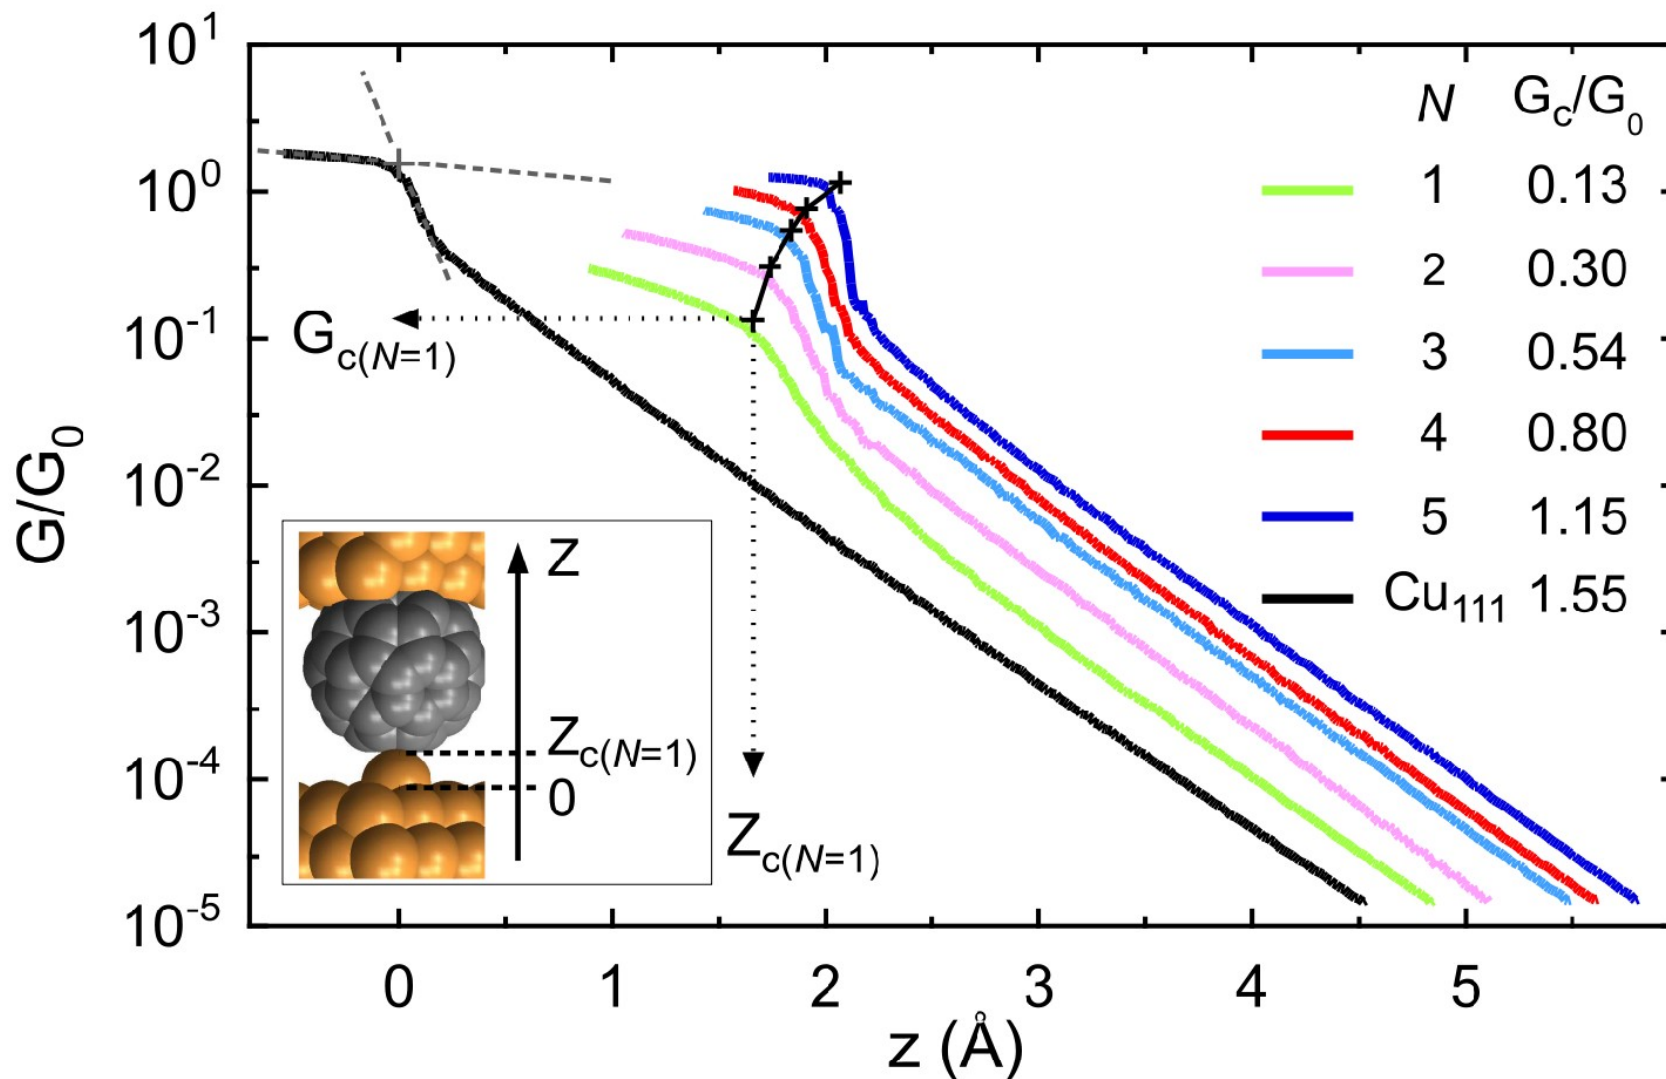 10^1
10^0
10^-1
10^-2
10^-3
10^-4
10^-5
G/G_0
N G_c/G_0
1 0.13
2 0.30
3 0.54
4 0.80
5 1.15
Cu_111 1.55
G_c(N=1)
Z_c(N=1)
Z
Z_c(N=1)
0
0 1 2 3 4 5
z (Å)